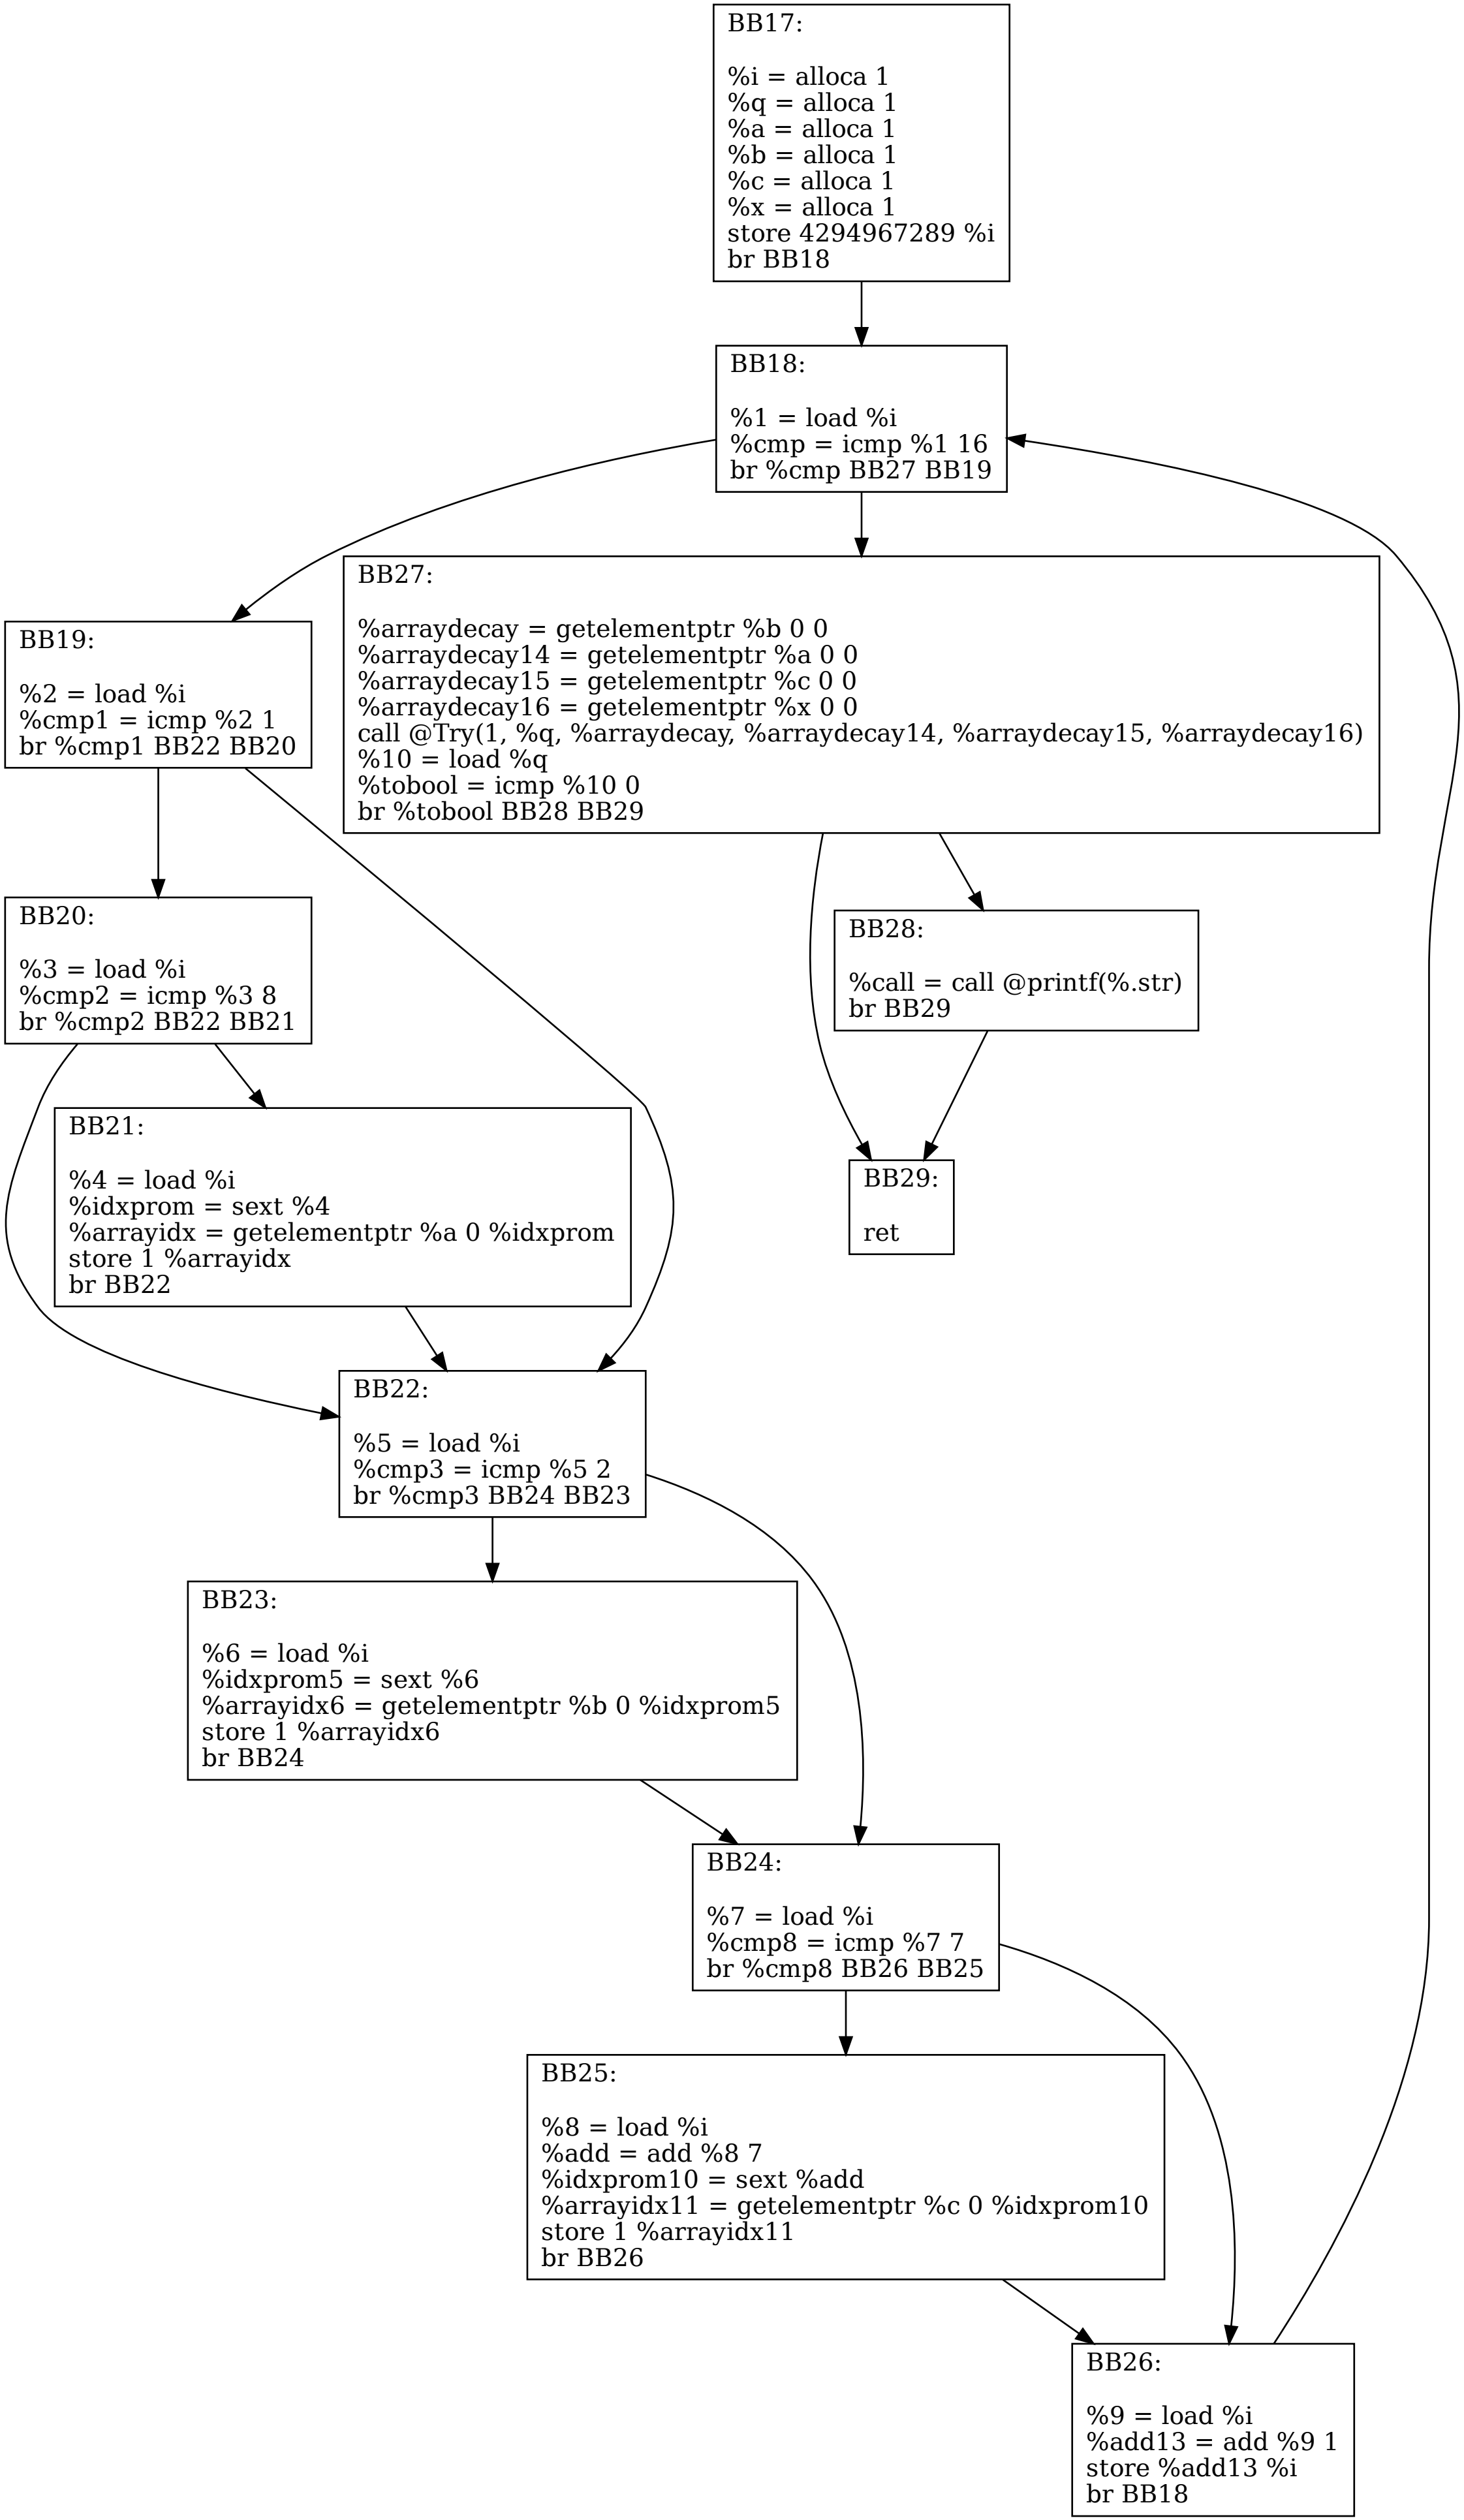 BB17:
%i = alloca 1
%q = alloca 1
%a = alloca 1
%b = alloca 1
%c = alloca 1
%x = alloca 1
store 4294967289 %i
br BB18
BB18:
%1 = load %i
%cmp = icmp %1 16
br %cmp BB27 BB19
BB27:
%arraydecay = getelementptr %b 0 0
%arraydecay14 = getelementptr %a 0 0
%arraydecay15 = getelementptr %c 0 0
%arraydecay16 = getelementptr %x 0 0
call @Try(1, %q, %arraydecay, %arraydecay14, %arraydecay15, %arraydecay16)
%10 = load %q
%tobool = icmp %10 0
br %tobool BB28 BB29
BB19:
%2 = load %i
%cmp1 = icmp %2 1
br %cmp1 BB22 BB20
BB20:
%3 = load %i
%cmp2 = icmp %3 8
br %cmp2 BB22 BB21
BB28:
%call = call @printf(%.str)
br BB29
BB21:
%4 = load %i
%idxprom = sext %4
%arrayidx = getelementptr %a 0 %idxprom
store 1 %arrayidx
br BB22
BB29:
ret
BB22:
%5 = load %i
%cmp3 = icmp %5 2
br %cmp3 BB24 BB23
BB23:
%6 = load %i
%idxprom5 = sext %6
%arrayidx6 = getelementptr %b 0 %idxprom5
store 1 %arrayidx6
br BB24
BB24:
%7 = load %i
%cmp8 = icmp %7 7
br %cmp8 BB26 BB25
BB25:
%8 = load %i
%add = add %8 7
%idxprom10 = sext %add
%arrayidx11 = getelementptr %c 0 %idxprom10
store 1 %arrayidx11
br BB26
BB26:
%9 = load %i
%add13 = add %9 1
store %add13 %i
br BB18